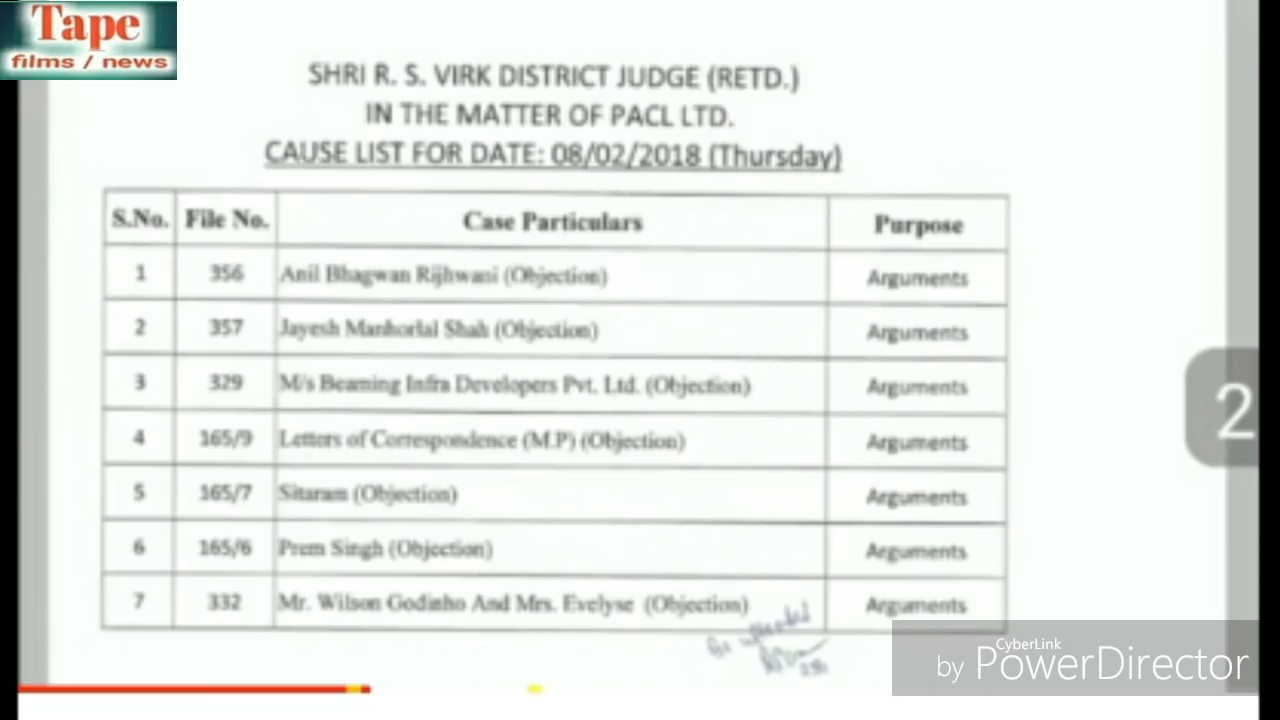 Tape
films / news
SHRI R. S. VIRK DISTRICT JUDGE (RETD.)
IN THE MATTER OF PACL LTD.
CAUSE LIST FOR DATE: 08/02/2018 (Thursday)
S.No. File No. Case Particulars Purpose
1 356 Anil Bhagwan Rijhwani (Objection) Arguments
2 357 Jayesh Manhorlal Shah (Objection) Arguments
3 329 M/s Beaming Infra Developers Pvt. Ltd. (Objection) Arguments
4 165/9 Letters of Correspondence (M.P) (Objection) Arguments
5 165/7 Sitaram (Objection) Arguments
6 165/6 Prem Singh (Objection) Arguments
7 332 Mr. Wilson Godinho And Mrs. Evelyse (Objection) Arguments
2
CyberLink
by PowerDirector